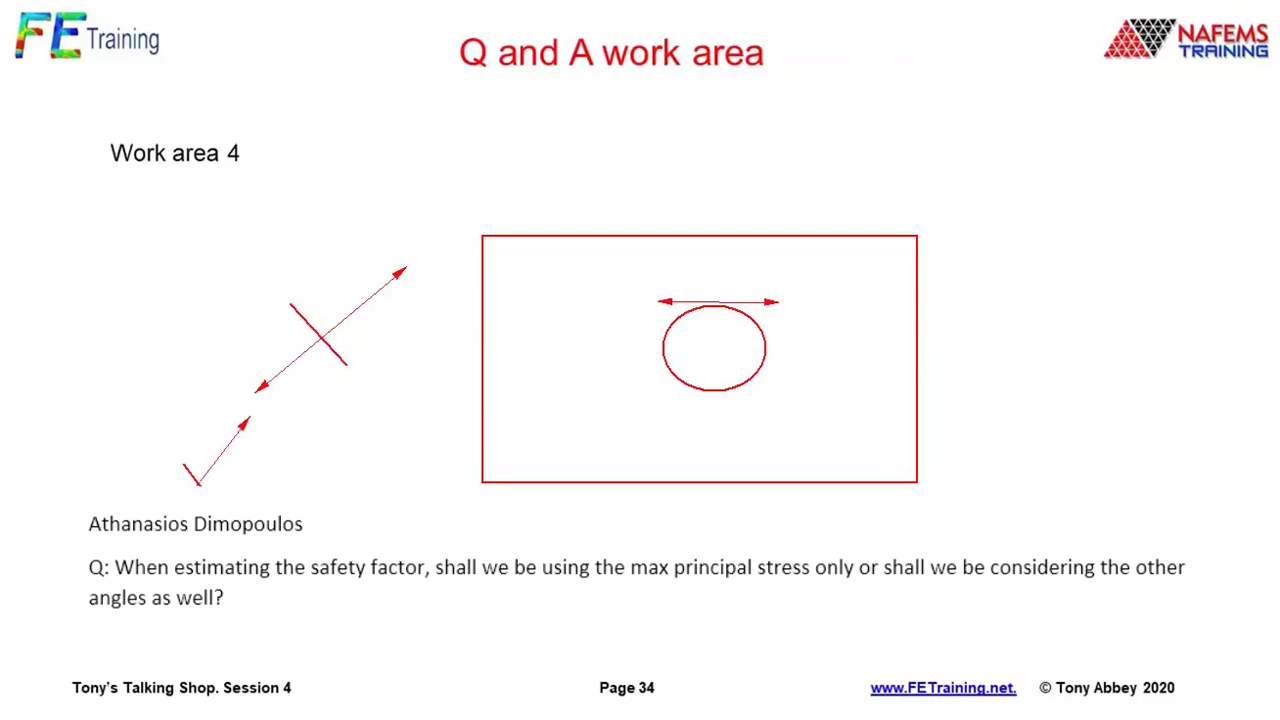 FE Training
Q and A work area
NAFEMS
TRAINING
Work area 4
Athanasios Dimopoulos
Q: When estimating the safety factor, shall we be using the max principal stress only or shall we be considering the other
angles as well?
Tony's Talking Shop. Session 4
Page 34
www.FETraining.net.
© Tony Abbey 2020